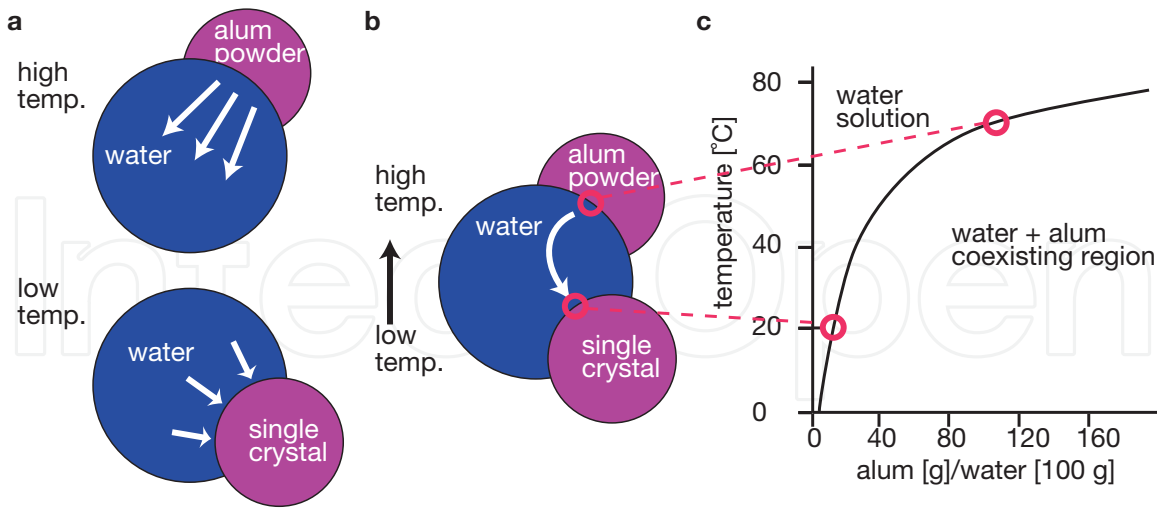 a
high
temp.
alum
powder
water
low
temp.
water
single
crystal
b
high
temp.
alum
powder
water
low
temp.
single
crystal
c
temperature [°C]
80
60
40
20
0
water
solution
water + alum
coexisting region
0
40
80
120
160
alum [g]/water [100 g]
IntechOpen